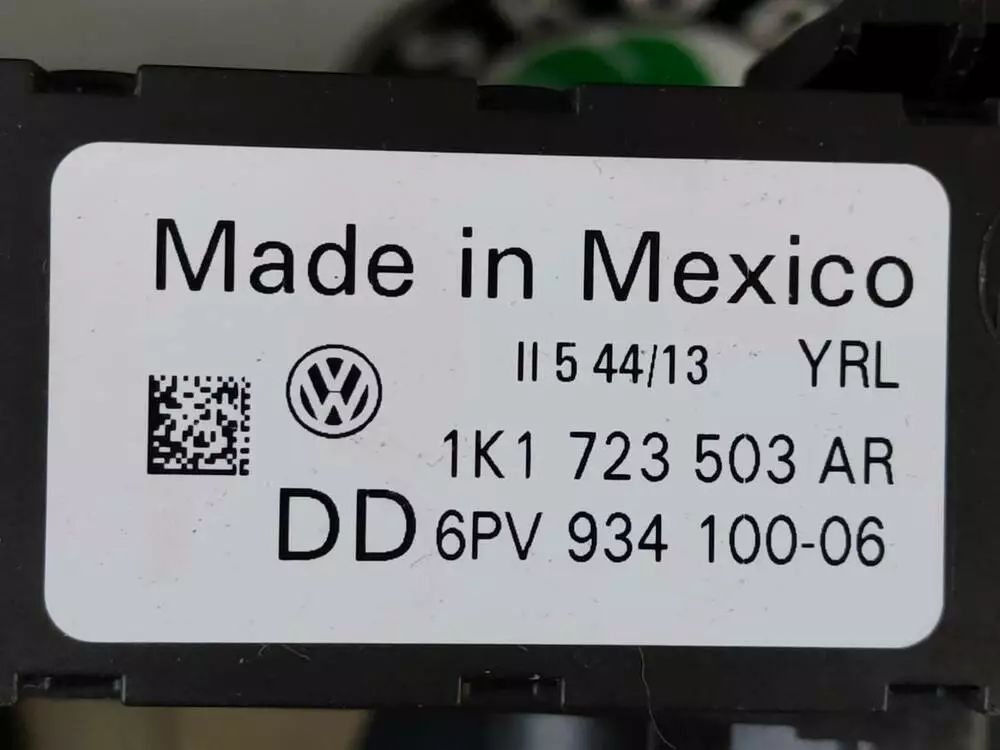 Made in Mexico
II 5 44/13 YRL
1K1 723 503 AR
DD 6PV 934 100-06